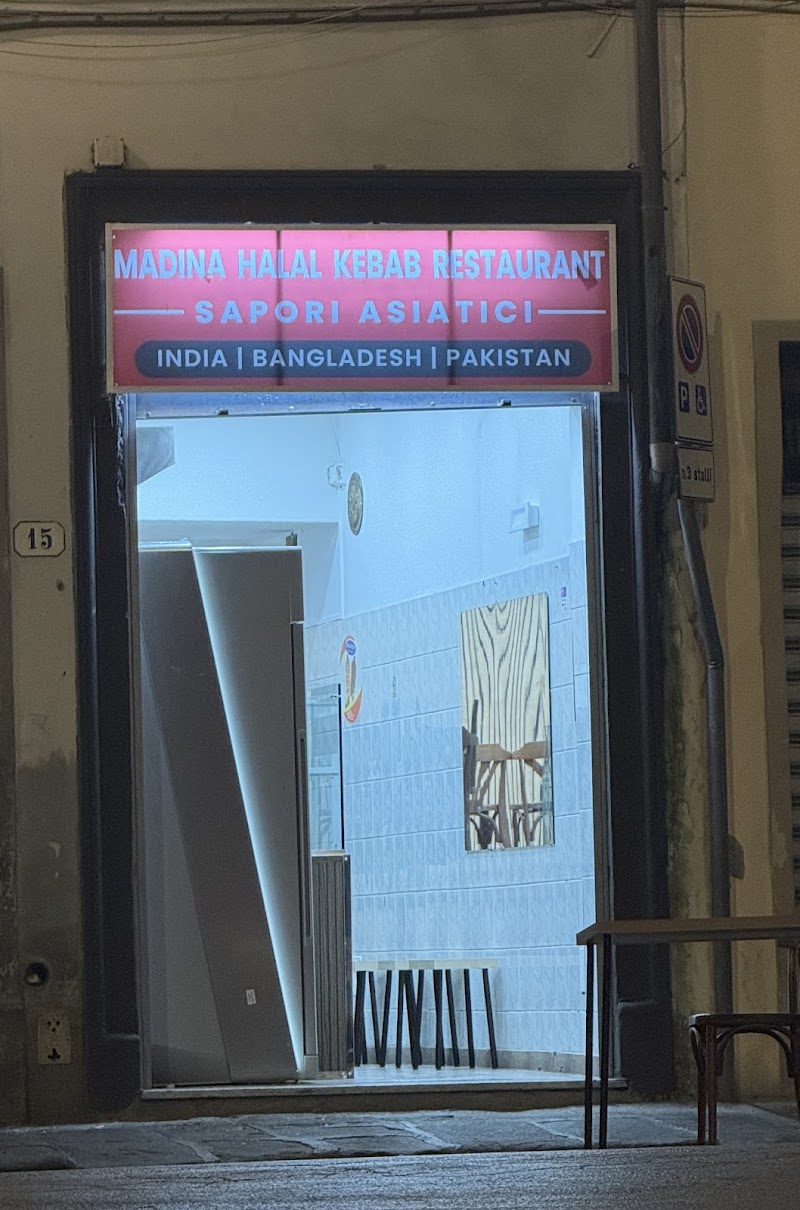 MADINA HALAL KEBAB RESTAURANT
SAPORI ASIATICI
INDIA | BANGLADESH | PAKISTAN
15
P
n.3 stalli